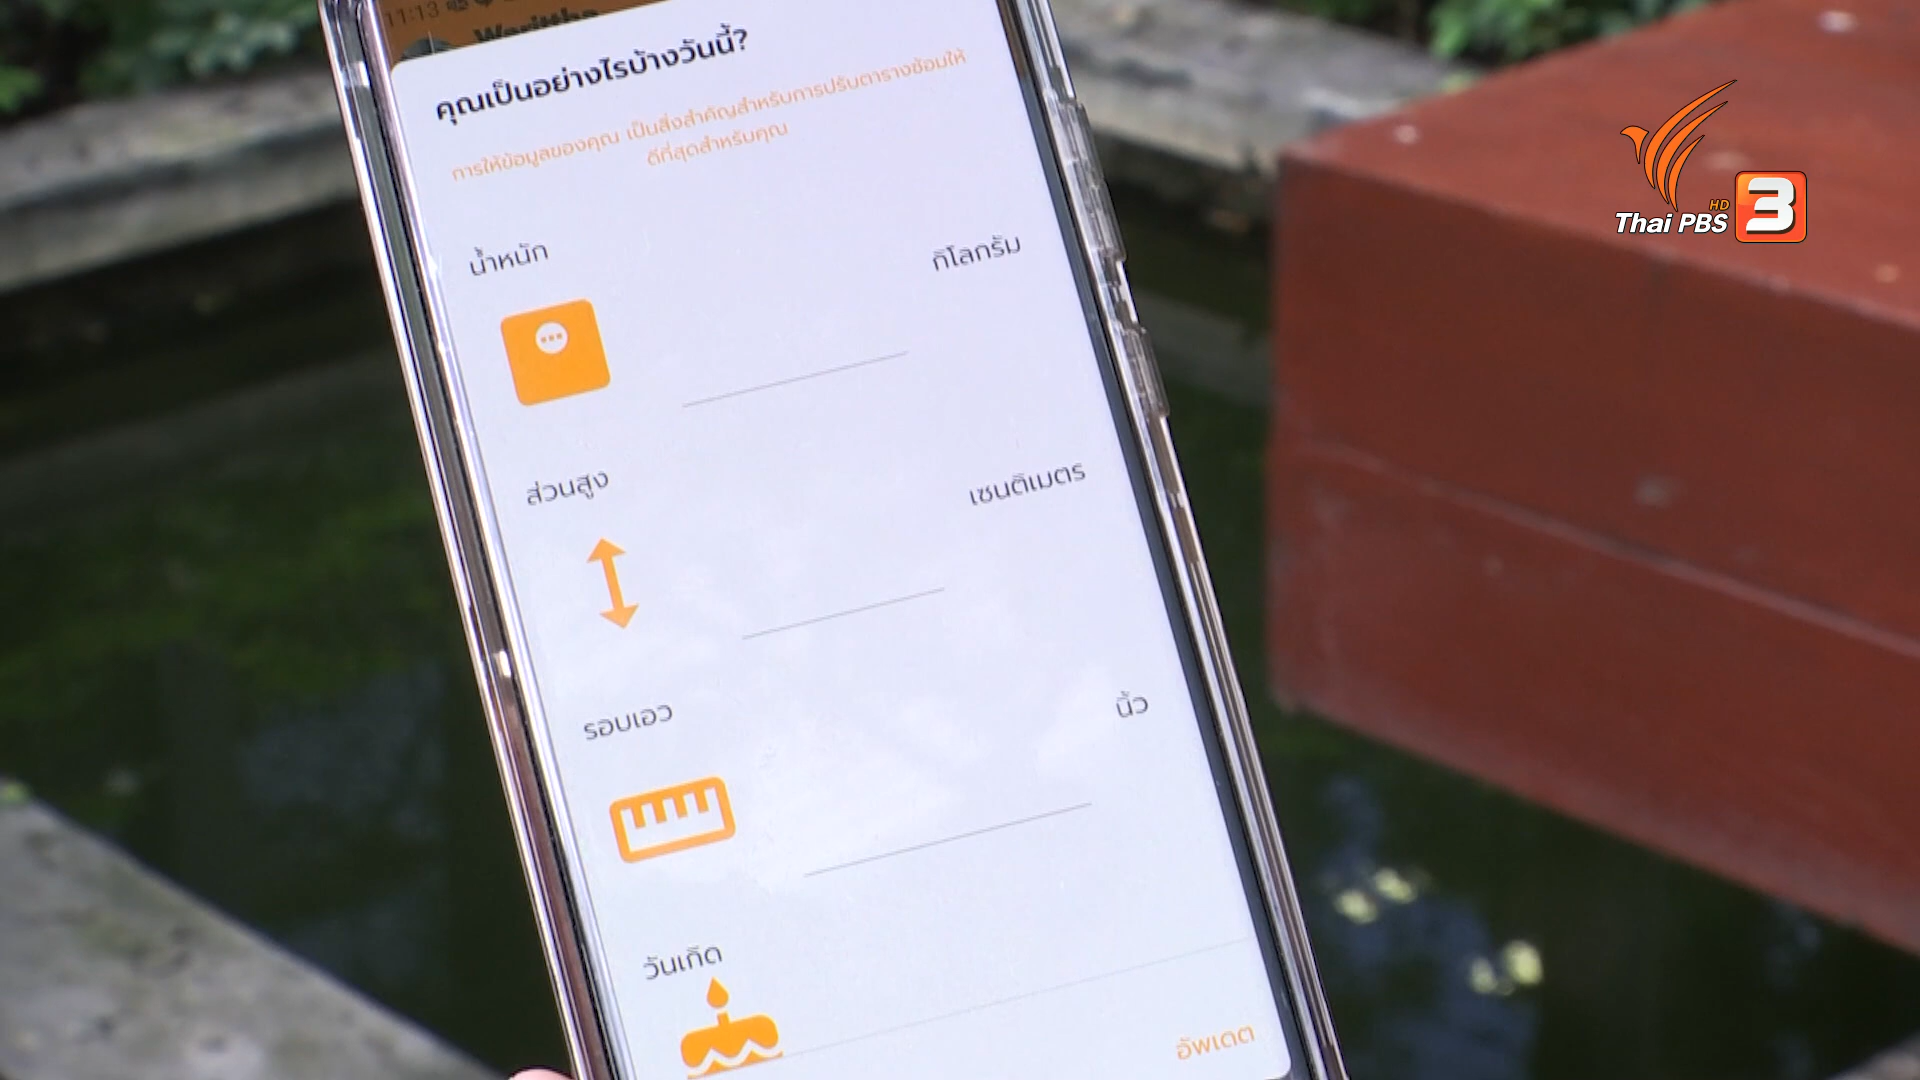 11:13
คุณเป็นอย่างไรบ้างวันนี้?
การให้ข้อมูลของคุณ เป็นสิ่งสำคัญสำหรับการปรับตารางซ้อมให้
ดีที่สุดสำหรับคุณ
น้ำหนัก
กิโลกรัม
ส่วนสูง
เซนติเมตร
รอบเอว
นิ้ว
วันเกิด
อัพเดต
Thai PBS HD 3